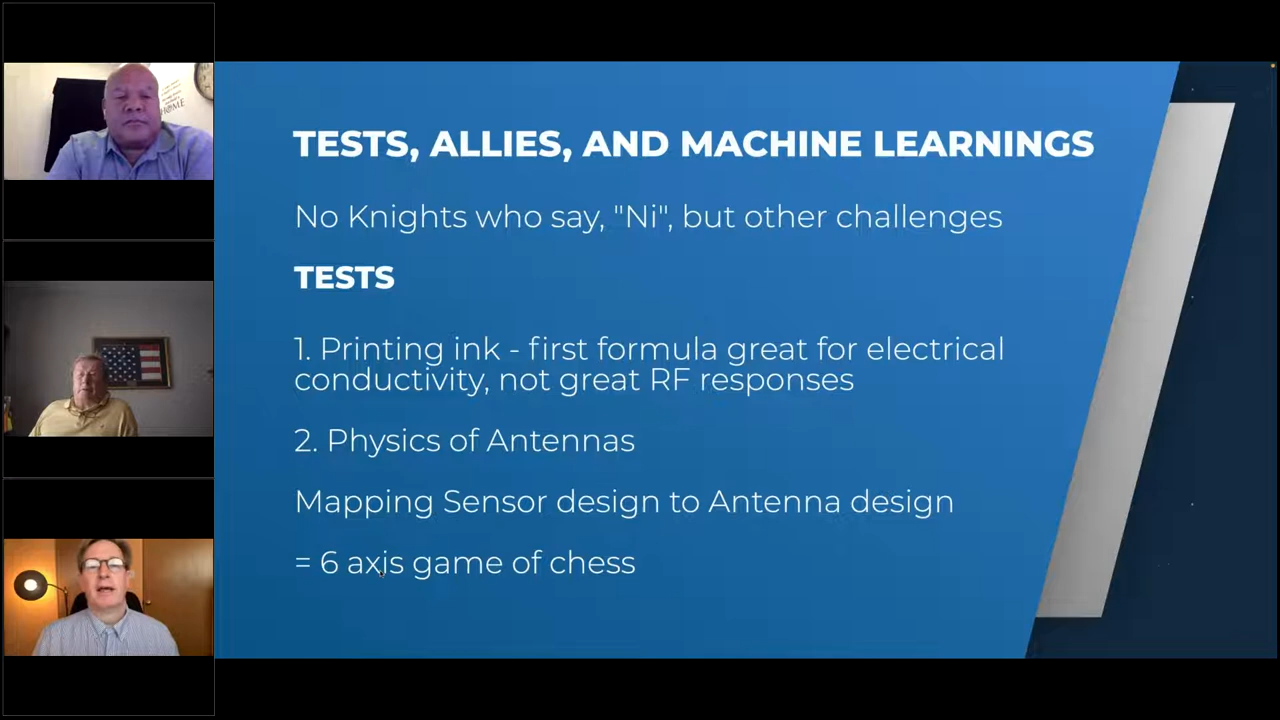 TESTS, ALLIES, AND MACHINE LEARNINGS
No Knights who say, "Ni", but other challenges
TESTS
1. Printing ink - first formula great for electrical
conductivity, not great RF responses
2. Physics of Antennas
Mapping Sensor design to Antenna design
= 6 axis game of chess
HOME